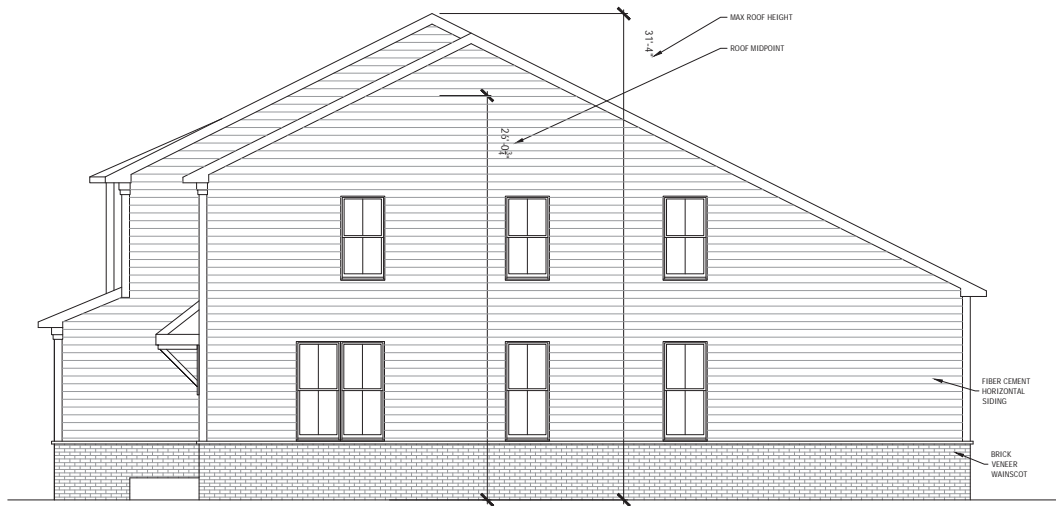 MAX ROOF HEIGHT
31'-4"
ROOF MIDPOINT
26'-0¾"
FIBER CEMENT
HORIZONTAL
SIDING
BRICK
VENEER
WAINSCOT